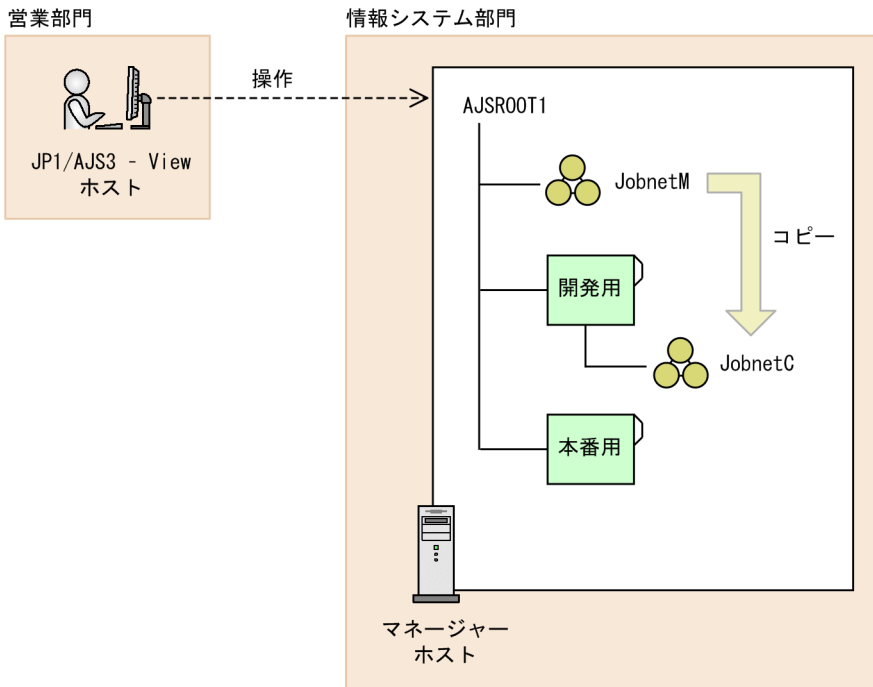 営業部門
情報システム部門
操作
JP1/AJS3 - View
ホスト
AJSROOT1
JobnetM
コピー
開発用
JobnetC
本番用
マネージャー
ホスト